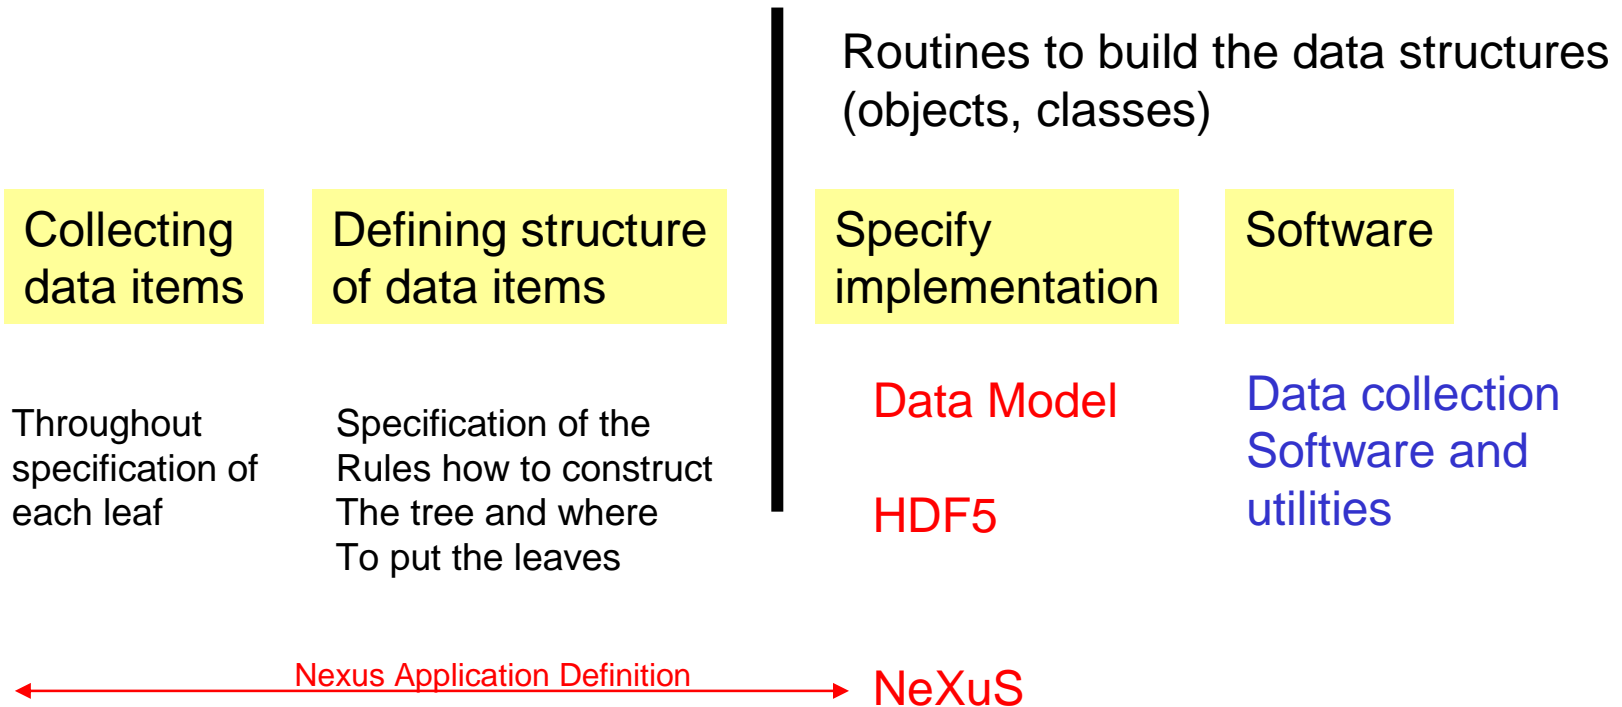 Routines to build the data structures
(objects, classes)
Collecting
data items
Defining structure
of data items
Specify
implementation
Software
Throughout
specification of
each leaf
Specification of the
Rules how to construct
The tree and where
To put the leaves
Data Model
HDF5
Data collection
Software and
utilities
Nexus Application Definition
NeXuS